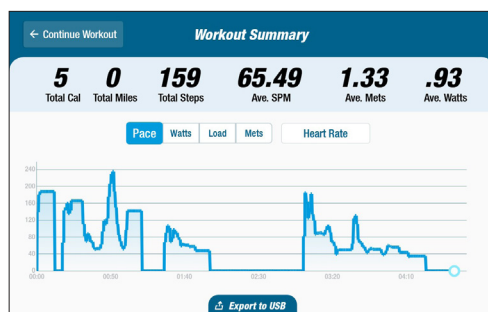 ← Continue Workout
Workout Summary
5 0 159 65.49 1.33 .93
Total Cal Total Miles Total Steps Ave. SPM Ave. Mets Ave. Watts
Pace Watts Load Mets Heart Rate
240
200
160
120
80
40
0
00:00 00:50 01:40 02:30 03:20 04:10
Export to USB